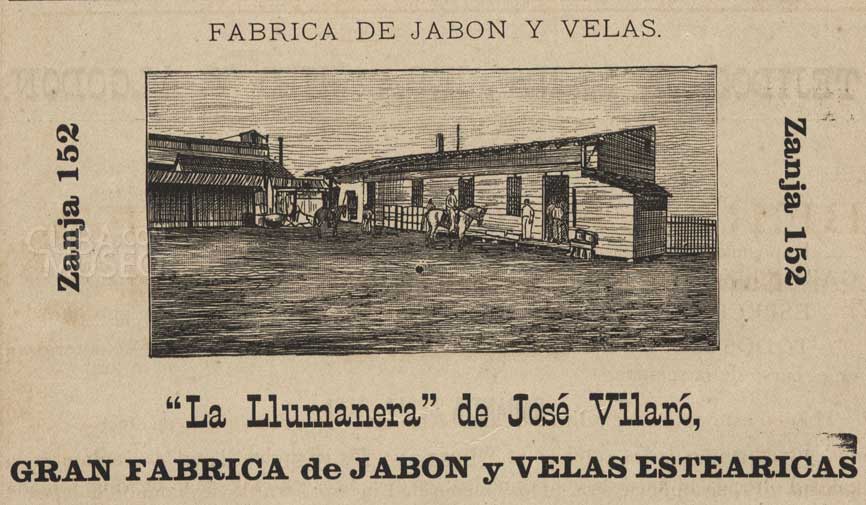 FABRICA DE JABON Y VELAS.
Zanja 152
Zanja 152
“La Llumanera” de José Vilaró,
GRAN FABRICA de JABON y VELAS ESTEARICAS